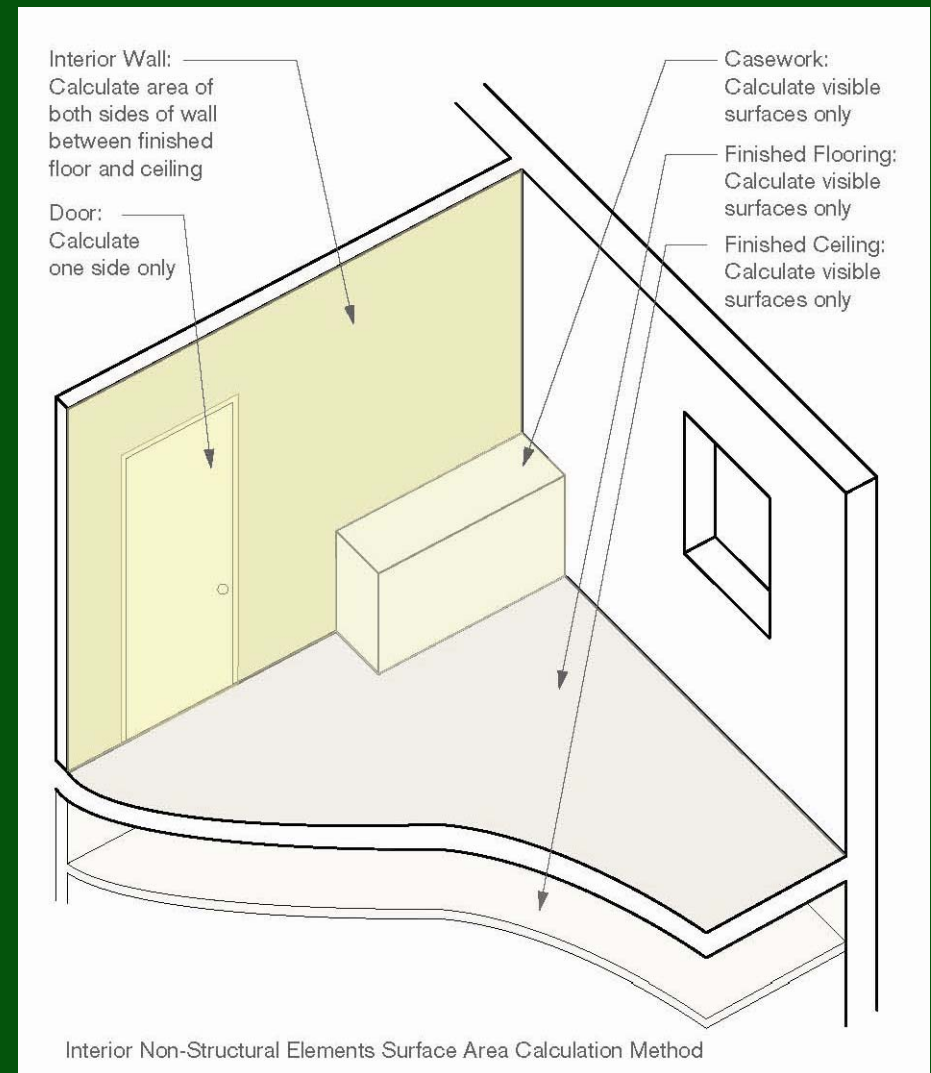 Interior Wall:
Calculate area of
both sides of wall
between finished
floor and ceiling
Door:
Calculate
one side only
Casework:
Calculate visible
surfaces only
Finished Flooring:
Calculate visible
surfaces only
Finished Ceiling:
Calculate visible
surfaces only
Interior Non-Structural Elements Surface Area Calculation Method